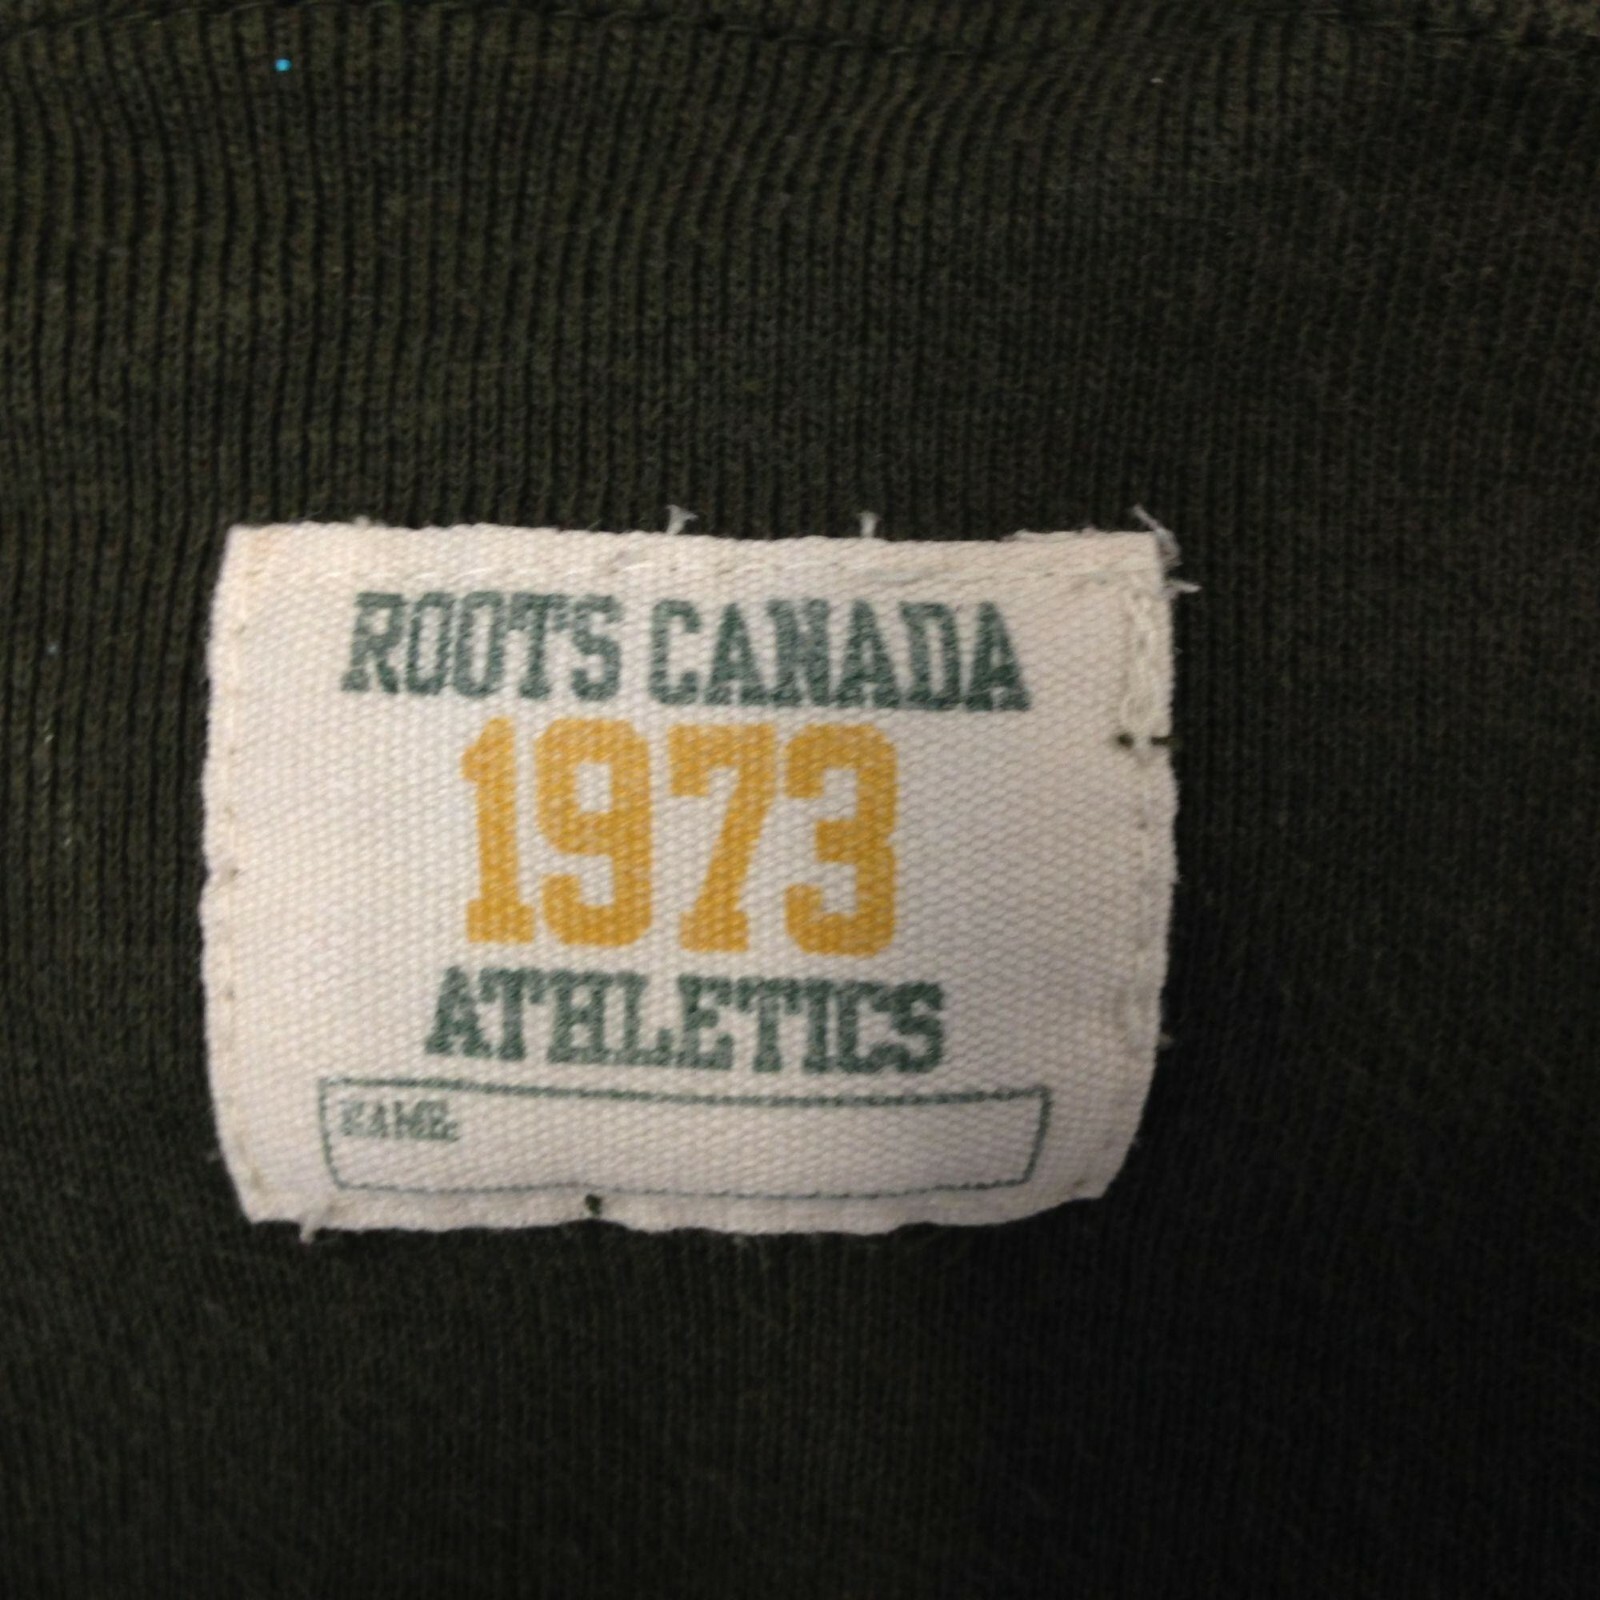 ROOTS CANADA
1973
ATHLETICS
NAME: